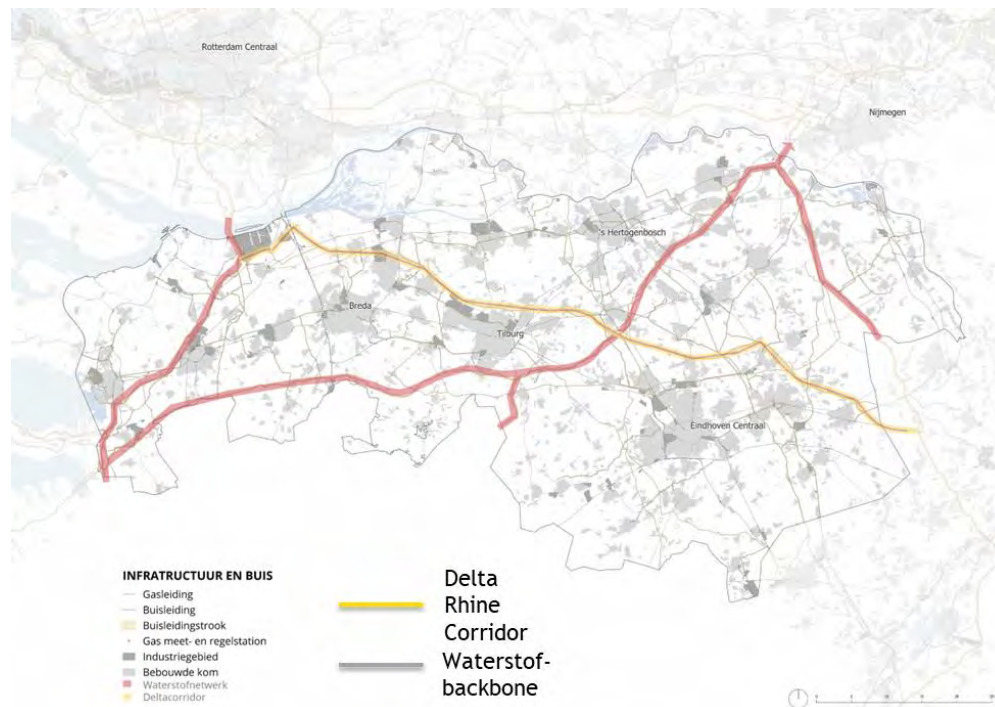 Rotterdam Centraal
Nijmegen
's Hertogenbosch
Breda
Tilburg
Eindhoven Centraal
INFRATRUCTUUR EN BUIS
Gasleiding
Buisleiding
Buisleidingstrook
Gas meet- en regelstation
Industriegebied
Bebouwde kom
Waterstofnetwerk
Deltacorridor
Delta
Rhine
Corridor
Waterstof-
backbone